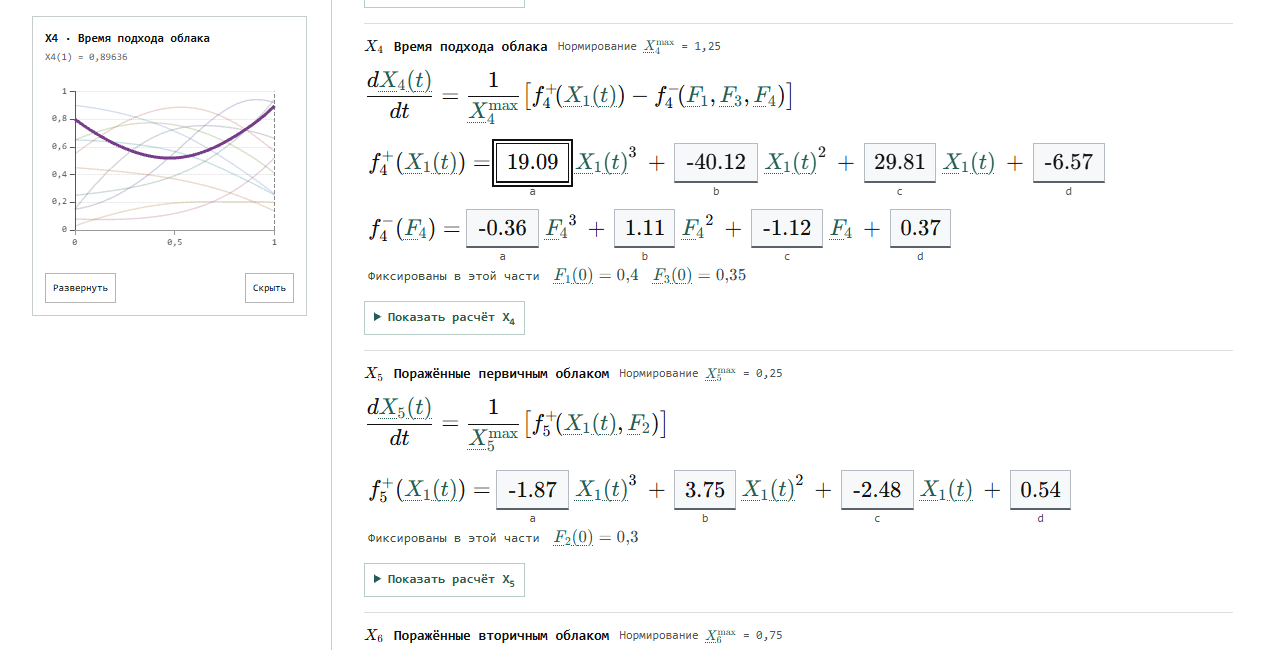 X4 · Время подхода облака
X4(1) = 0,89636
1
0,8
0,6
0,4
0,2
0
0 0,5 1
Развернуть Скрыть
X₄ Время подхода облака Нормирование X₄ᵐᵃˣ = 1,25
dX₄(t)/dt = 1/X₄ᵐᵃˣ [f₄⁺(X₁(t)) − f₄⁻(F₁, F₃, F₄)]
f₄⁺(X₁(t)) = 19.09 X₁(t)³ + -40.12 X₁(t)² + 29.81 X₁(t) + -6.57
a b c d
f₄⁻(F₄) = -0.36 F₄³ + 1.11 F₄² + -1.12 F₄ + 0.37
a b c d
Фиксированы в этой части F₁(0) = 0,4 F₃(0) = 0,35
▶ Показать расчёт X₄
X₅ Поражённые первичным облаком Нормирование X₅ᵐᵃˣ = 0,25
dX₅(t)/dt = 1/X₅ᵐᵃˣ [f₅⁺(X₁(t), F₂)]
f₅⁺(X₁(t)) = -1.87 X₁(t)³ + 3.75 X₁(t)² + -2.48 X₁(t) + 0.54
a b c d
Фиксированы в этой части F₂(0) = 0,3
▶ Показать расчёт X₅
X₆ Поражённые вторичным облаком Нормирование X₆ᵐᵃˣ = 0,75